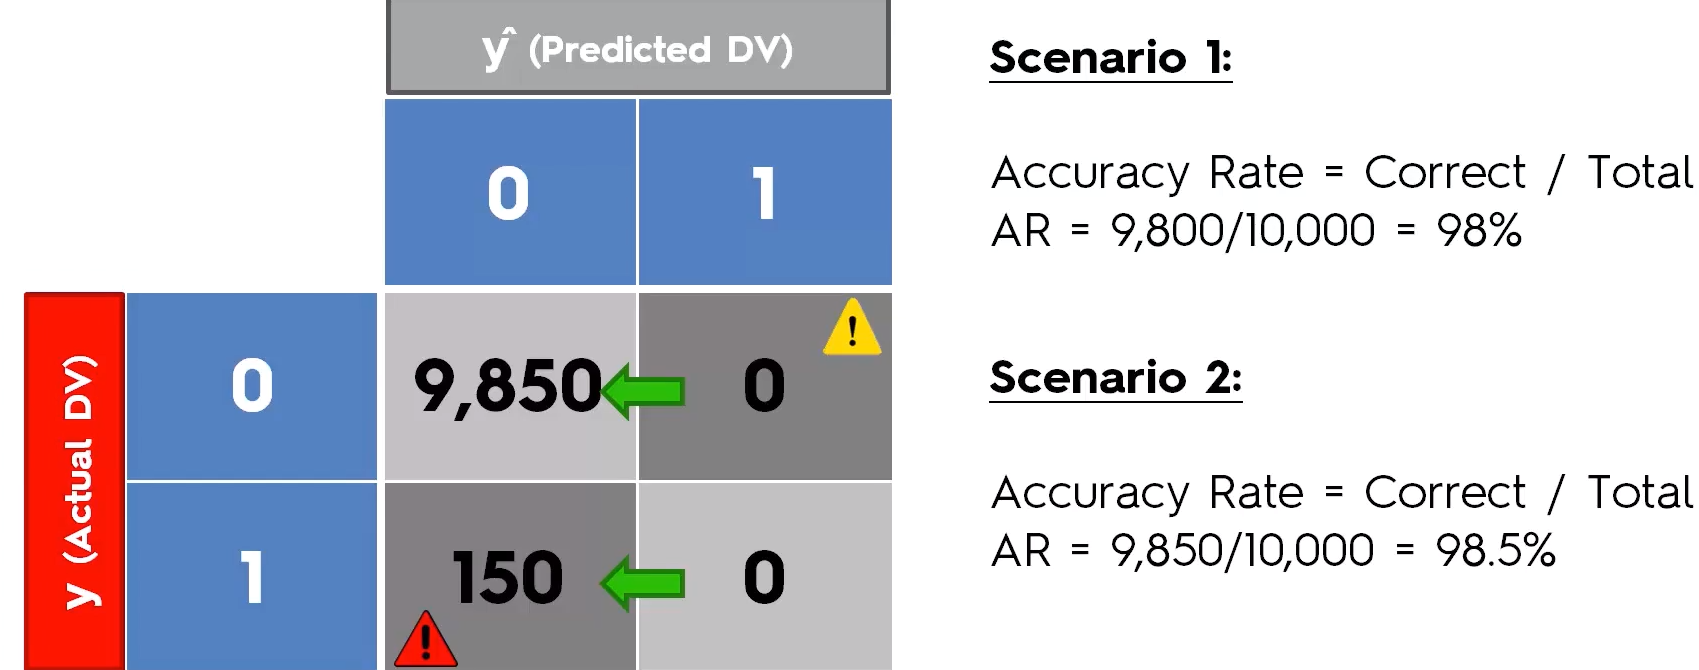 ŷ (Predicted DV)
0 1
y (Actual DV)
0 9,850 0
1 150 0
Scenario 1:
Accuracy Rate = Correct / Total
AR = 9,800/10,000 = 98%
Scenario 2:
Accuracy Rate = Correct / Total
AR = 9,850/10,000 = 98.5%